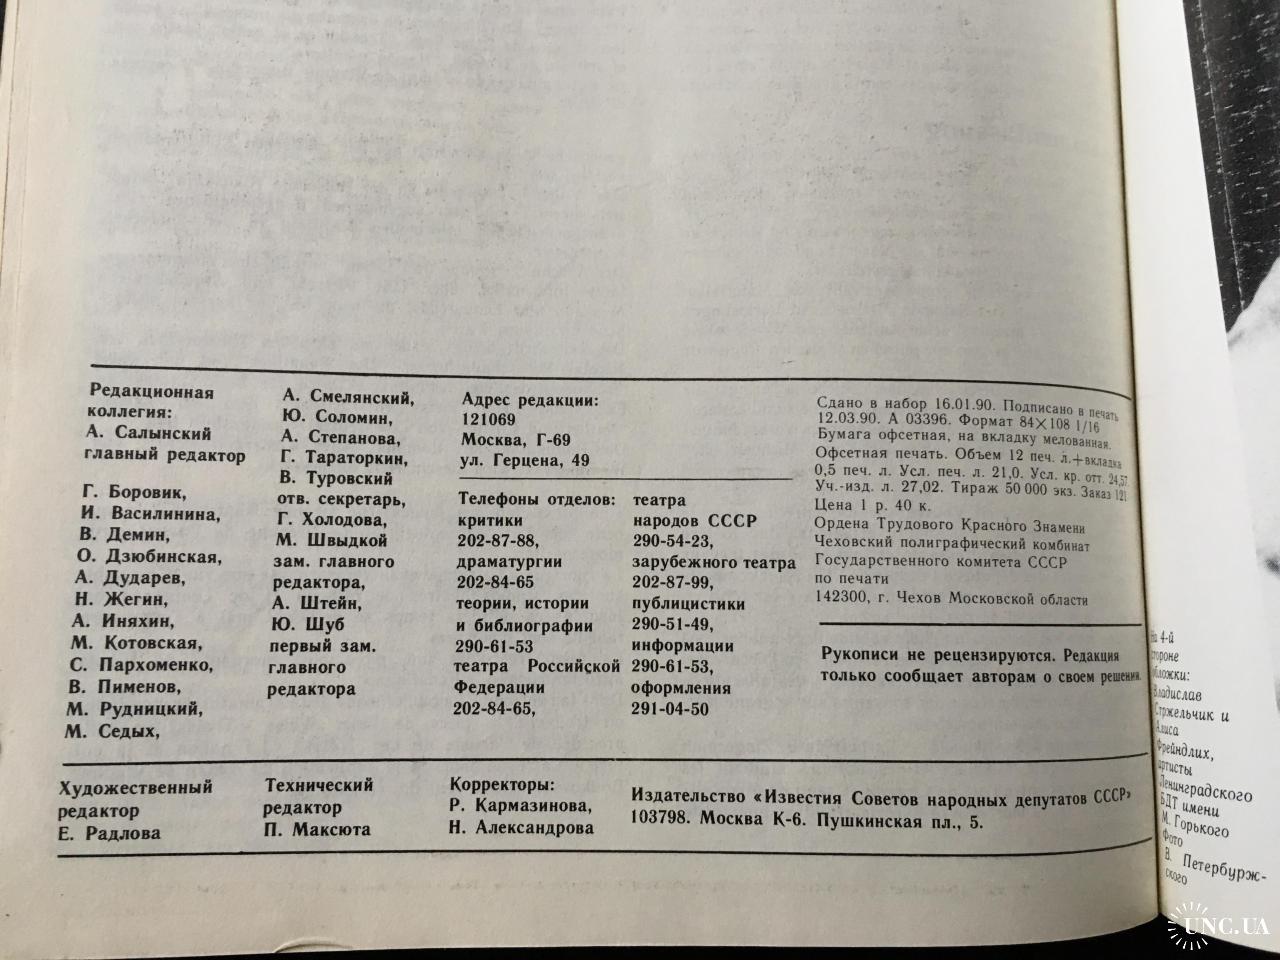 Редакционная
коллегия:
А. Салынский
главный редактор
Г. Боровик,
И. Василинина,
В. Демин,
О. Дзюбинская,
А. Дударев,
Н. Жегин,
А. Иняхин,
М. Котовская,
С. Пархоменко,
В. Пименов,
М. Рудницкий,
М. Седых,
А. Смелянский,
Ю. Соломин,
А. Степанова,
Г. Тараторкин,
В. Туровский
отв. секретарь,
Г. Холодова,
М. Швыдкой
зам. главного
редактора,
А. Штейн,
Ю. Шуб
первый зам.
главного
редактора
Адрес редакции:
121069
Москва, Г-69
ул. Герцена, 49
Телефоны отделов:
критики
202-87-88,
драматургии
202-84-65
теории, истории
и библиографии
290-61-53
театра Российской
Федерации
202-84-65,
театра
народов СССР
290-54-23,
зарубежного театра
202-87-99,
публицистики
290-51-49,
информации
290-61-53,
оформления
291-04-50
Сдано в набор 16.01.90. Подписано в печать
12.03.90. А 03396. Формат 84×108 1/16
Бумага офсетная, на вкладку мелованная.
Офсетная печать. Объем 12 печ. л.+вкладка
0,5 печ. л. Усл. печ. л. 21,0. Усл. кр. отт. 24,57.
Уч.-изд. л. 27,02. Тираж 50 000 экз. Заказ 121
Цена 1 р. 40 к.
Ордена Трудового Красного Знамени
Чеховский полиграфический комбинат
Государственного комитета СССР
по печати
142300, г. Чехов Московской области
Рукописи не рецензируются. Редакция
только сообщает авторам о своем решении.
Художественный
редактор
Е. Радлова
Технический
редактор
П. Максюта
Корректоры:
Р. Кармазинова,
Н. Александрова
Издательство «Известия Советов народных депутатов СССР»
103798. Москва К-6. Пушкинская пл., 5.
На 4-й
стороне
обложки:
Владислав
Стржельчик и
Алиса
Фрейндлих,
артисты
Ленинградского
БДТ имени
М. Горького
Фото
В. Петербурж-
ского
UNC.UA